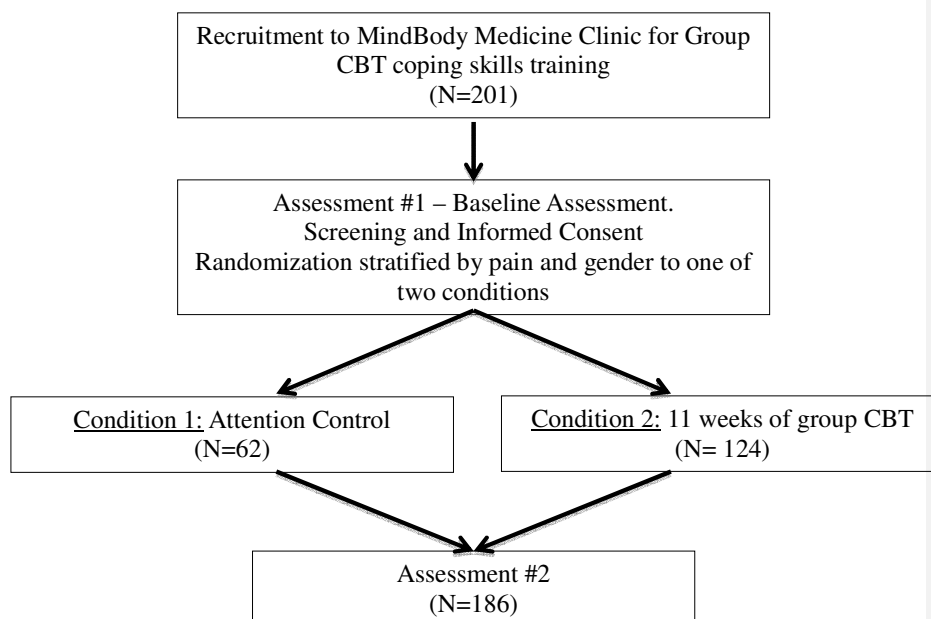 Recruitment to MindBody Medicine Clinic for Group
CBT coping skills training
(N=201)
Assessment #1 – Baseline Assessment.
Screening and Informed Consent
Randomization stratified by pain and gender to one of
two conditions
Condition 1: Attention Control
(N=62)
Condition 2: 11 weeks of group CBT
(N= 124)
Assessment #2
(N=186)